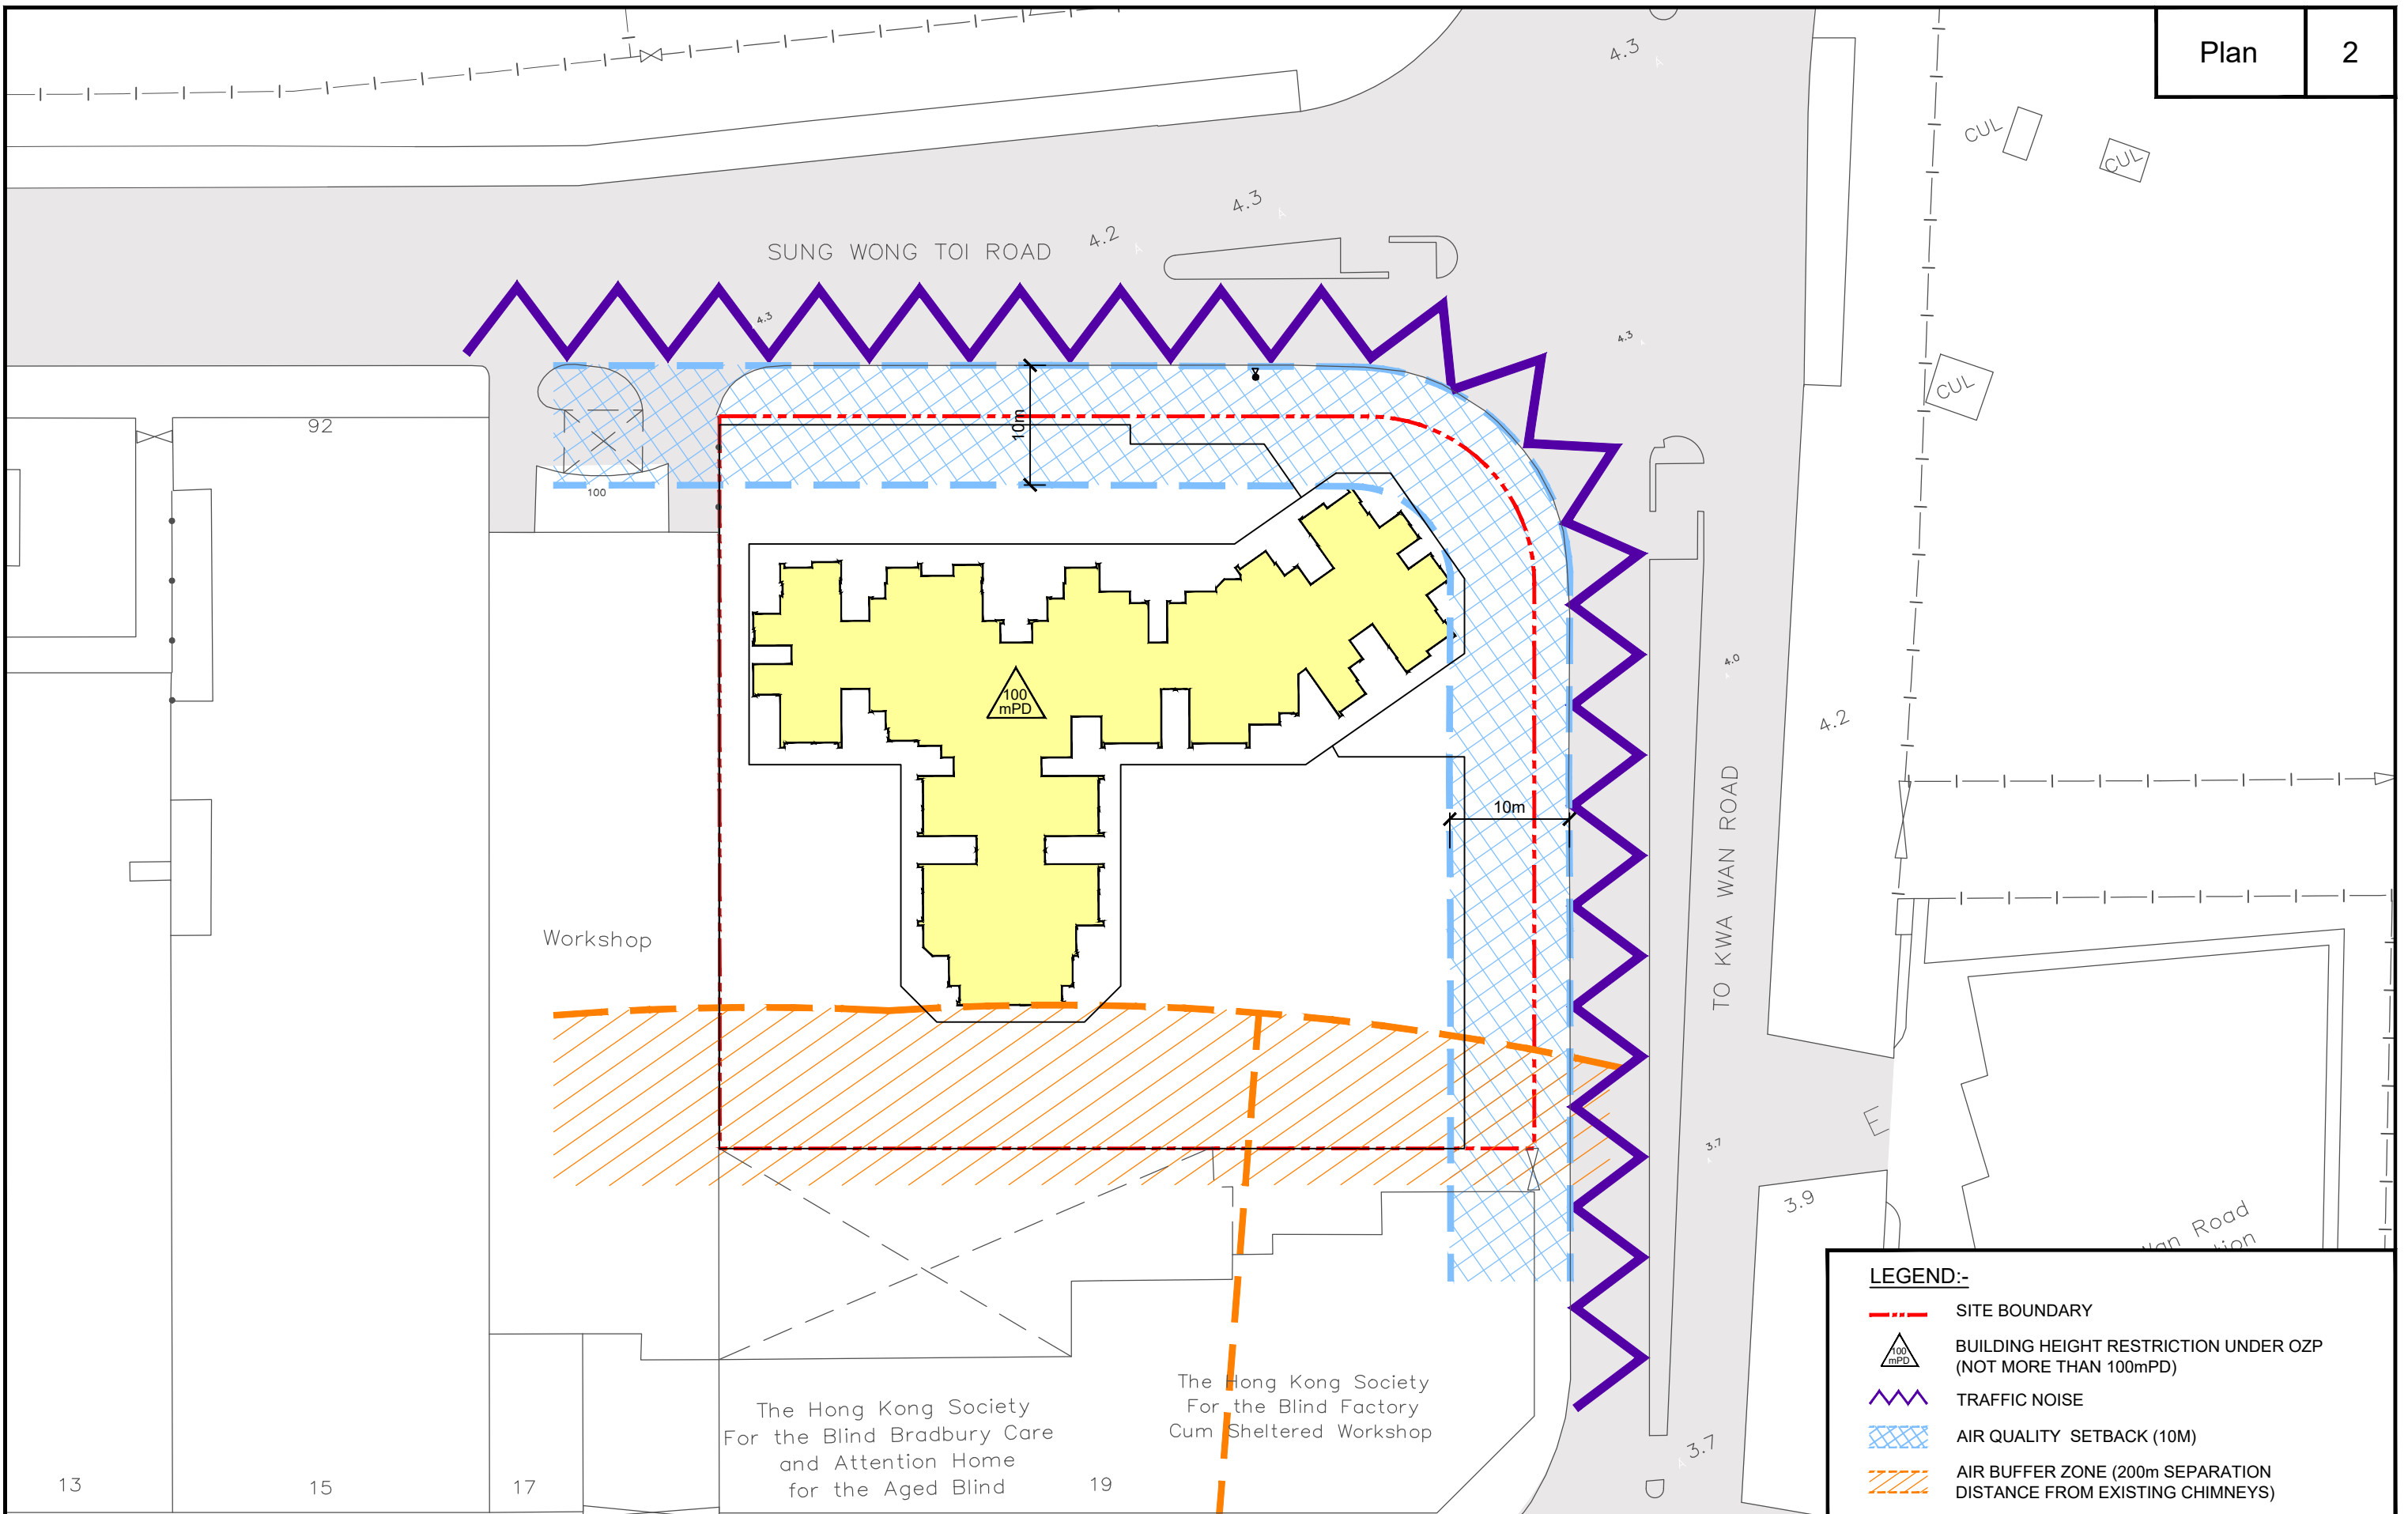 Plan 2
4.3
CUL
CUL
4.3
4.2
SUNG WONG TOI ROAD
4.3
4.3
CUL
92
10m
100
4.0
100
mPD
4.2
10m
TO KWA WAN ROAD
Workshop
E
3.7
3.9
Road
The Hong Kong Society
For the Blind Bradbury Care
and Attention Home
for the Aged Blind
The Hong Kong Society
For the Blind Factory
Cum Sheltered Workshop
3.7
13
15
17
19
LEGEND:-
SITE BOUNDARY
100
mPD
BUILDING HEIGHT RESTRICTION UNDER OZP
(NOT MORE THAN 100mPD)
TRAFFIC NOISE
AIR QUALITY SETBACK (10M)
AIR BUFFER ZONE (200m SEPARATION
DISTANCE FROM EXISTING CHIMNEYS)